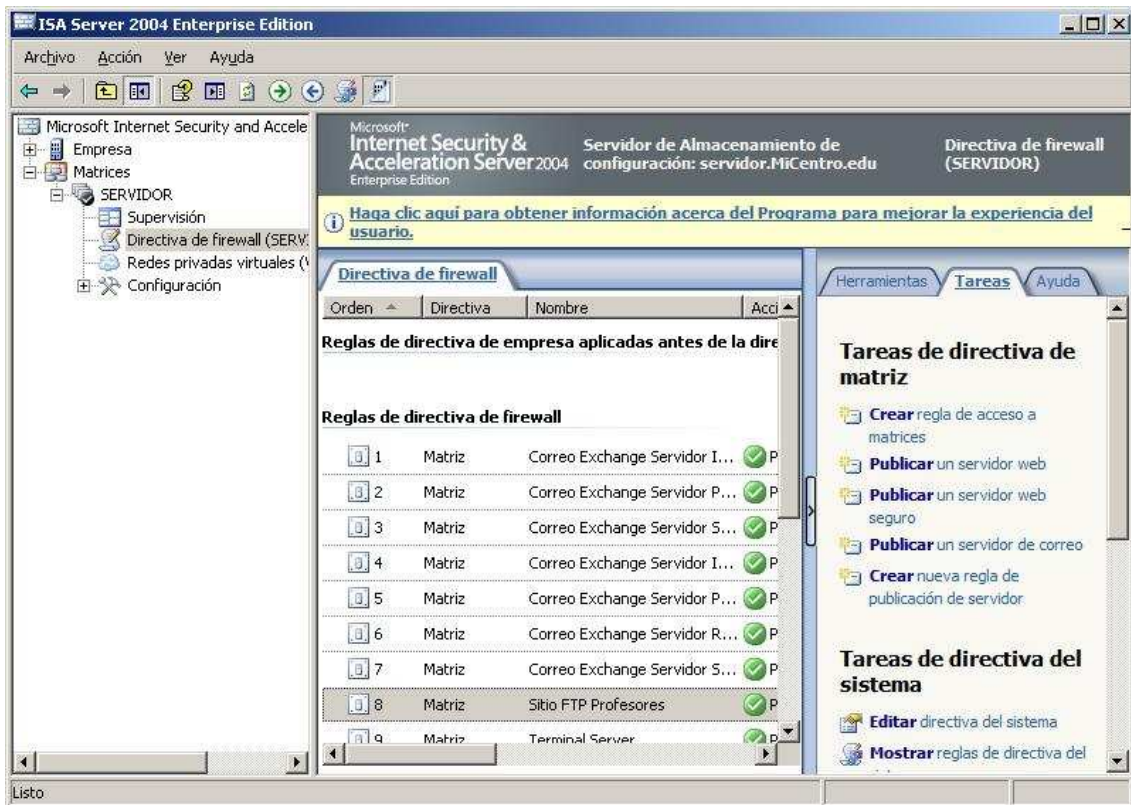 ISA Server 2004 Enterprise Edition
Archivo Acción Ver Ayuda
Microsoft Internet Security and Accele
Empresa
Matrices
SERVIDOR
Supervisión
Directiva de firewall (SERV
Redes privadas virtuales (
Configuración
Microsoft
Internet Security &
Acceleration Server 2004
Enterprise Edition
Servidor de Almacenamiento de
configuración: servidor.MiCentro.edu
Directiva de firewall
(SERVIDOR)
Haga clic aquí para obtener información acerca del Programa para mejorar la experiencia del
usuario.
Directiva de firewall
Orden Directiva Nombre Acci
Reglas de directiva de empresa aplicadas antes de la dire
Reglas de directiva de firewall
1 Matriz Correo Exchange Servidor I... P
2 Matriz Correo Exchange Servidor P... P
3 Matriz Correo Exchange Servidor S... P
4 Matriz Correo Exchange Servidor I... P
5 Matriz Correo Exchange Servidor P... P
6 Matriz Correo Exchange Servidor R... P
7 Matriz Correo Exchange Servidor S... P
8 Matriz Sitio FTP Profesores P
9 Matriz Terminal Server P
Herramientas Tareas Ayuda
Tareas de directiva de
matriz
Crear regla de acceso a
matrices
Publicar un servidor web
Publicar un servidor web
seguro
Publicar un servidor de correo
Crear nueva regla de
publicación de servidor
Tareas de directiva del
sistema
Editar directiva del sistema
Mostrar reglas de directiva del
Listo